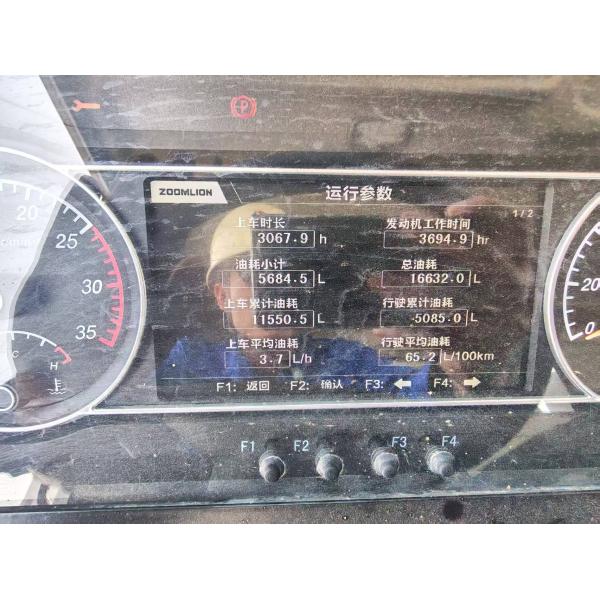 ZOOMLION 运行参数
1/2
上车时长 发动机工作时间
3067.9 h 3694.9 hr
油耗小计 总油耗
5684.5 L 16632.0 L
上车累计油耗 行驶累计油耗
11550.5 L 5085.0 L
上车平均油耗 行驶平均油耗
3.7 L/h 65.2 L/100km
F1: 返回 F2: 确认 F3: ← F4: →
F1 F2 F3 F4
20
25
30
35
C H
P
20
0